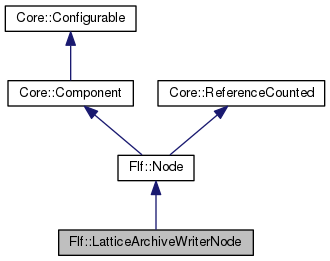 Core::Configurable
Core::Component
Core::ReferenceCounted
Flf::Node
Flf::LatticeArchiveWriterNode